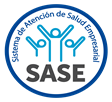 Sistema de Atención de Salud Empresarial
SASE